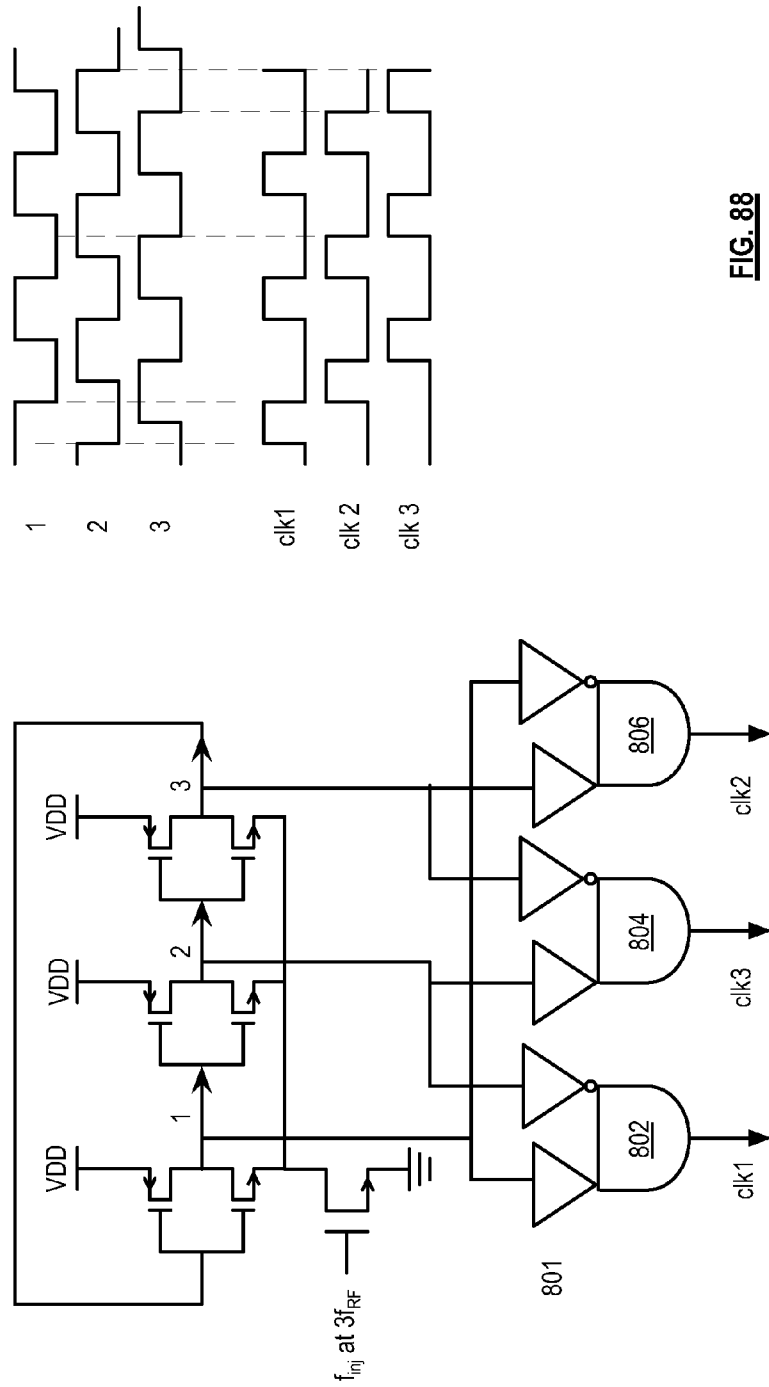 VDD
VDD
VDD
1
2
3
f_inj at 3f_RF
801
802
804
806
clk1
clk3
clk2
1
2
3
clk1
clk 2
clk 3
FIG. 88